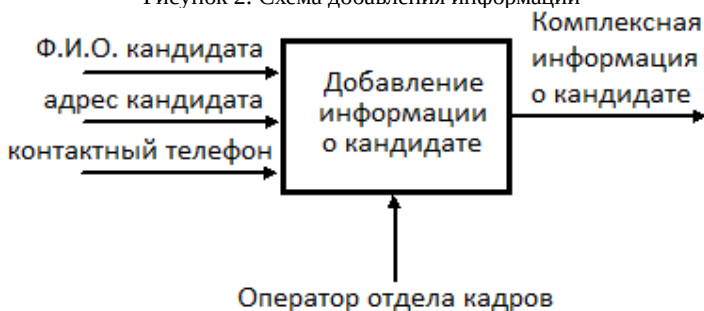 Рисунок 2. Схема добавления информации
Ф.И.О. кандидата
адрес кандидата
контактный телефон
Добавление
информации
о кандидате
Комплексная
информация
о кандидате
Оператор отдела кадров